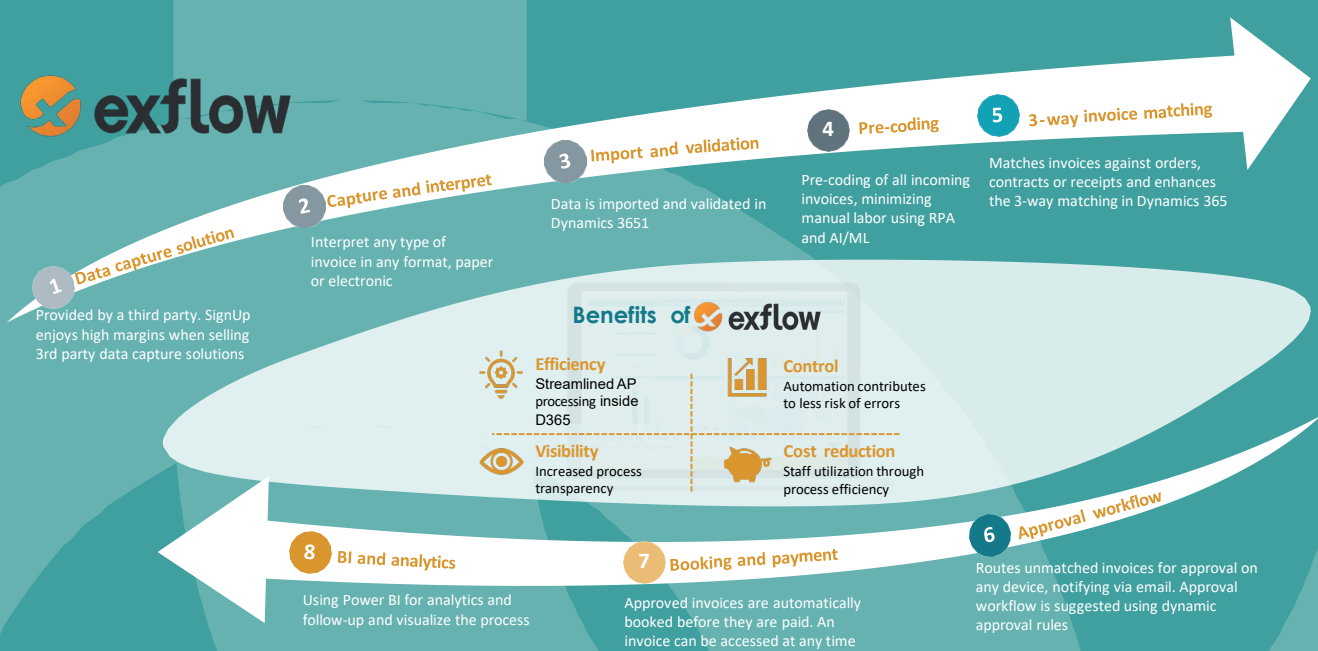 exflow
1 Data capture solution
Provided by a third party. SignUp
enjoys high margins when selling
3rd party data capture solutions
2 Capture and interpret
Interpret any type of
invoice in any format, paper
or electronic
3 Import and validation
Data is imported and validated in
Dynamics 3651
4 Pre-coding
Pre-coding of all incoming
invoices, minimizing
manual labor using RPA
and AI/ML
5 3-way invoice matching
Matches invoices against orders,
contracts or receipts and enhances
the 3-way matching in Dynamics 365
Benefits of exflow
Efficiency
Streamlined AP
processing inside
D365
Control
Automation contributes
to less risk of errors
Visibility
Increased process
transparency
Cost reduction
Staff utilization through
process efficiency
6 Approval workflow
Routes unmatched invoices for approval on
any device, notifying via email. Approval
workflow is suggested using dynamic
approval rules
7 Booking and payment
Approved invoices are automatically
booked before they are paid. An
invoice can be accessed at any time
8 BI and analytics
Using Power BI for analytics and
follow-up and visualize the process